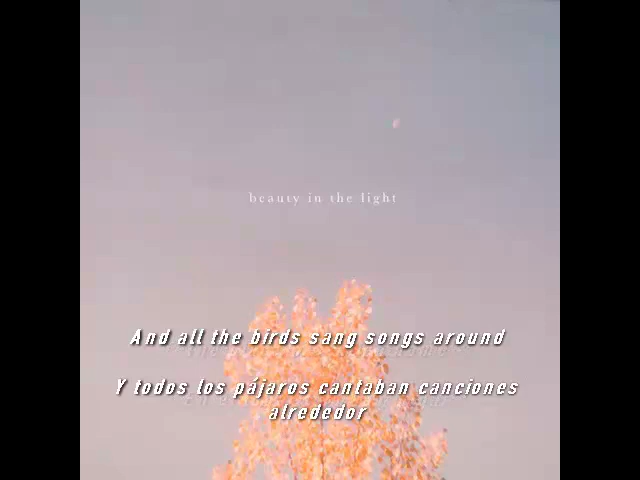 beauty in the light
And all the birds sang songs around
Y todos los pájaros cantaban canciones
alrededor